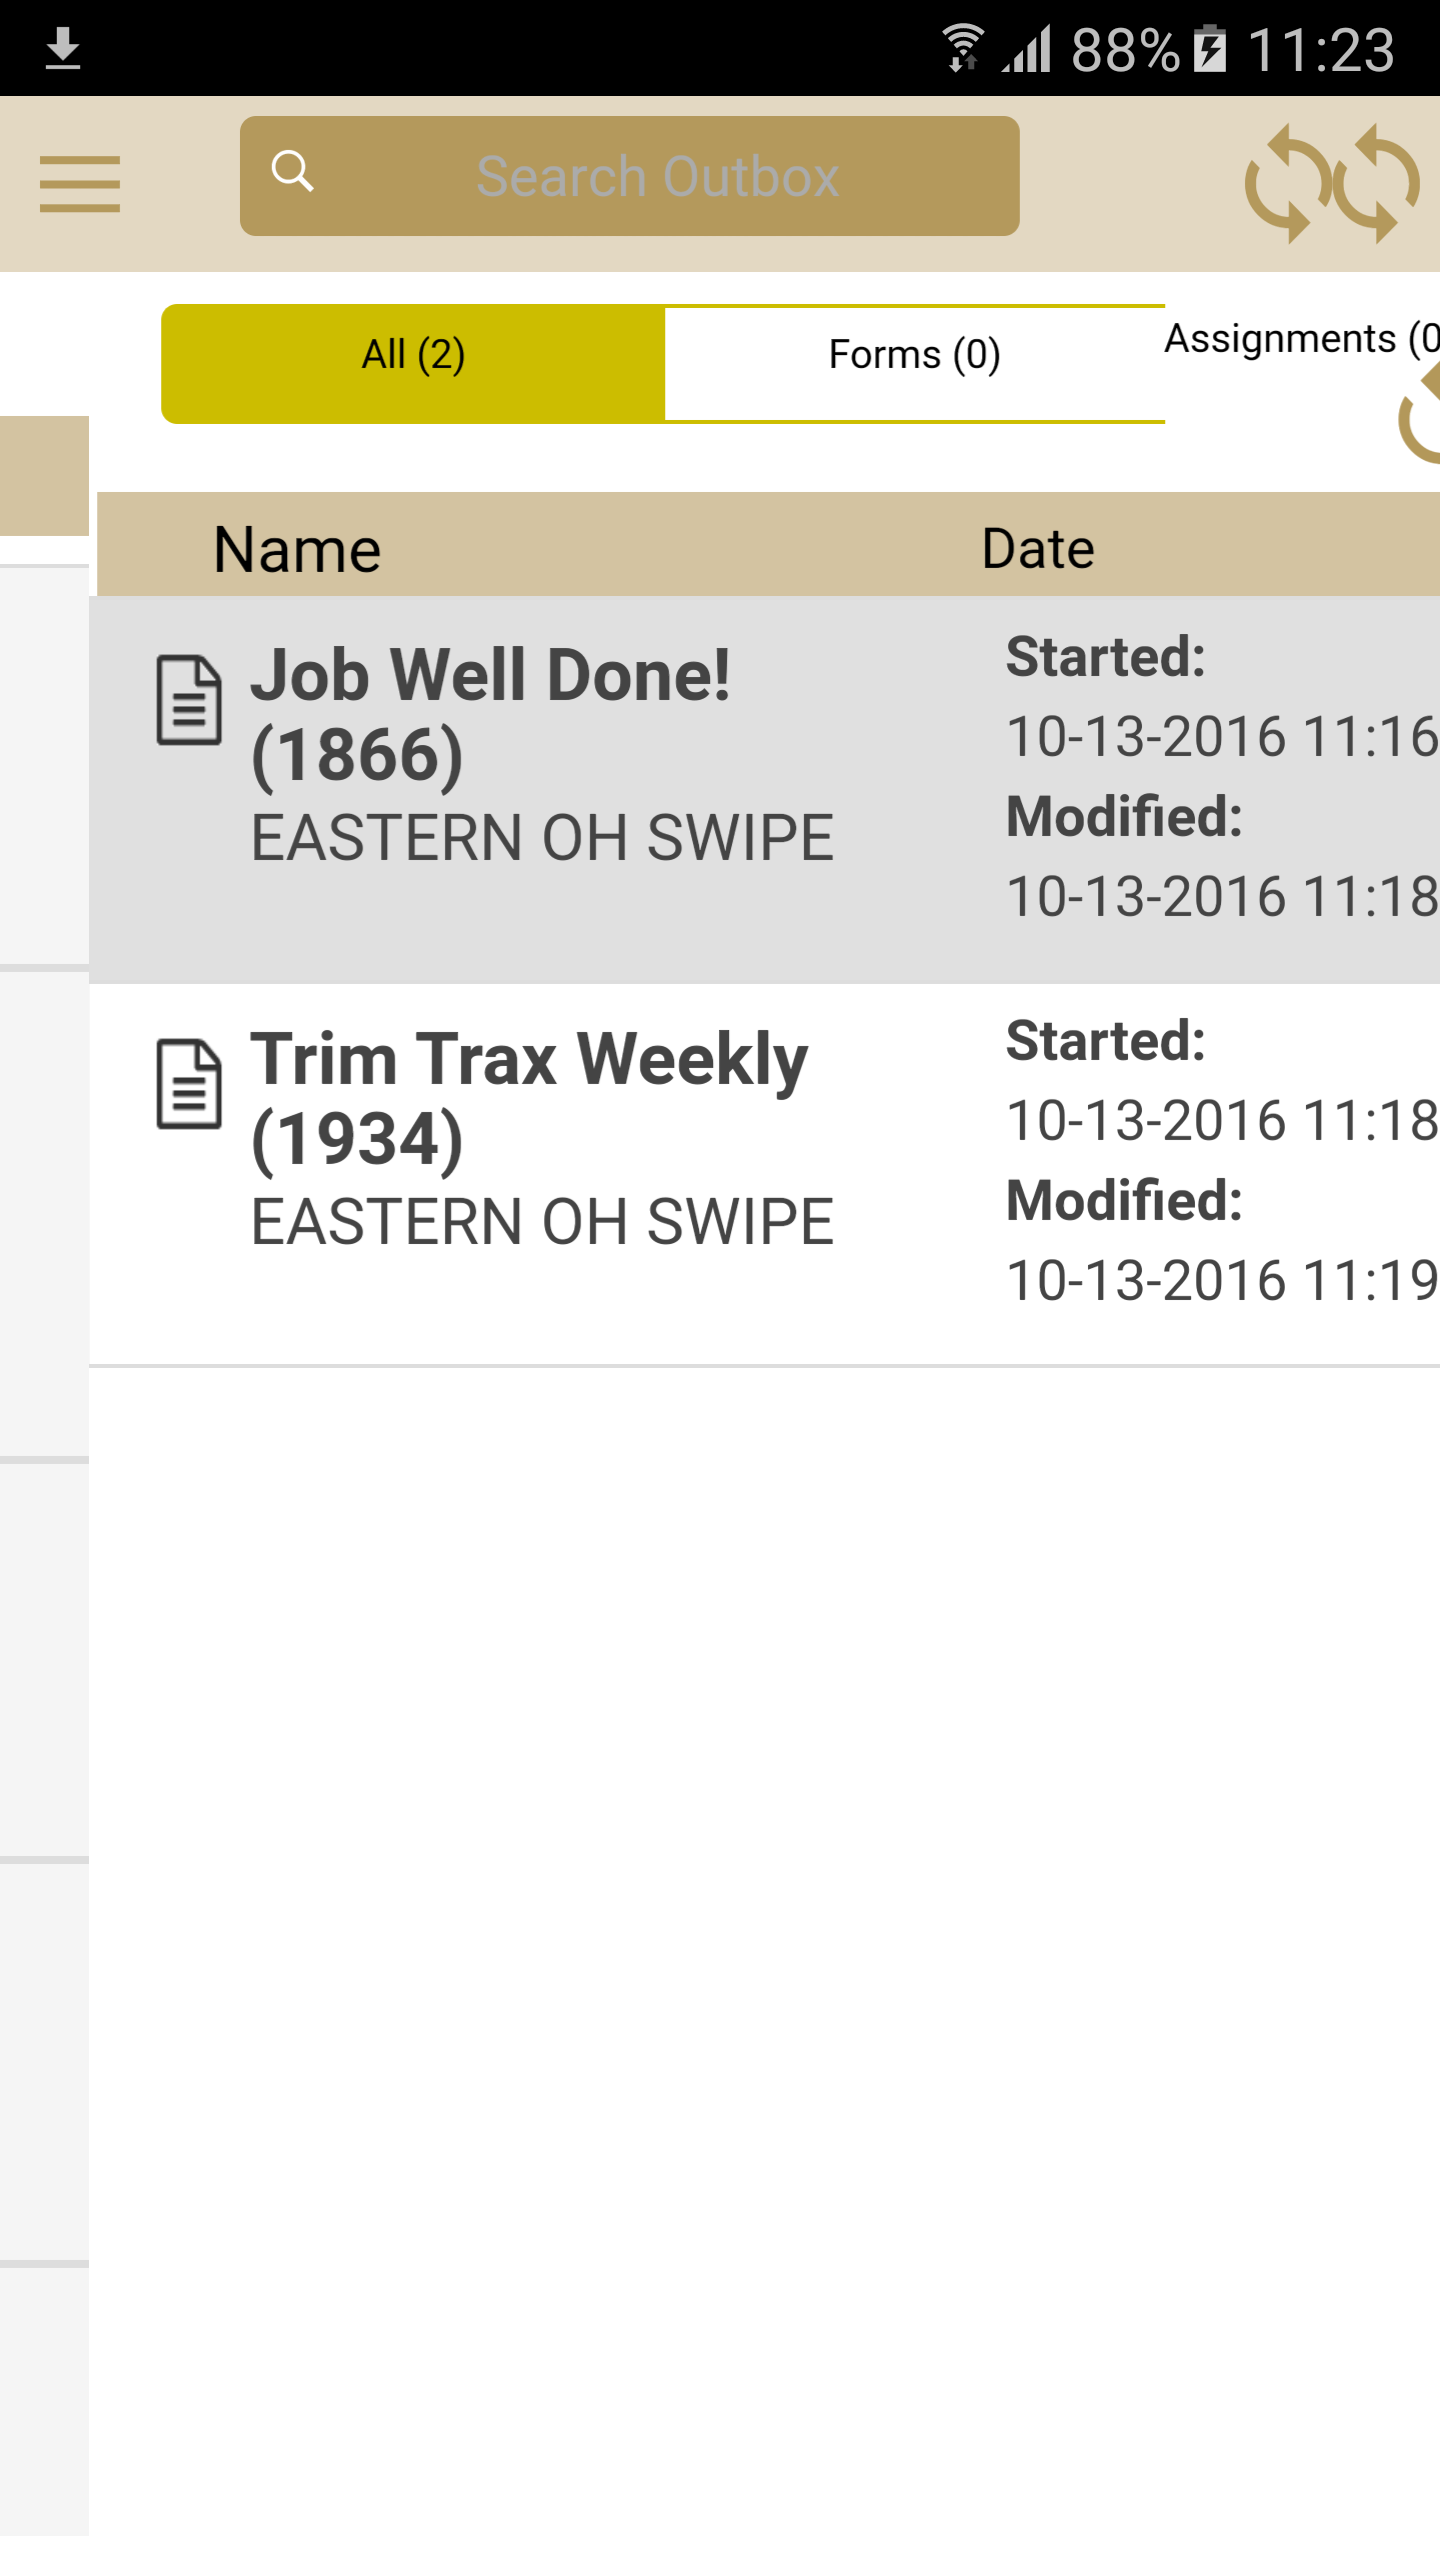 88% 11:23
Search Outbox
All (2)
Forms (0)
Assignments (0
Name
Date
Job Well Done!
(1866)
EASTERN OH SWIPE
Started:
10-13-2016 11:16
Modified:
10-13-2016 11:18
Trim Trax Weekly
(1934)
EASTERN OH SWIPE
Started:
10-13-2016 11:18
Modified:
10-13-2016 11:19